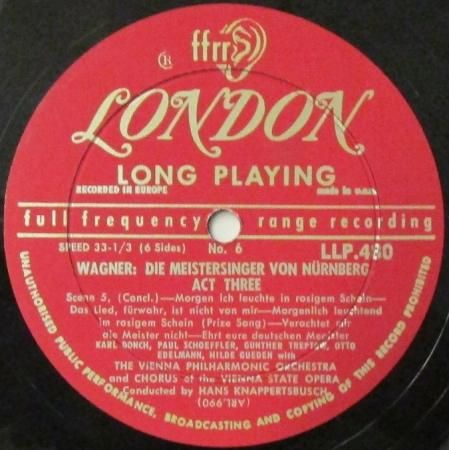 ffrr
R
LONDON
LONG PLAYING
RECORDED IN EUROPE made in u.s.a.
full frequency range recording
SPEED 33-1/3 (6 Sides) No. 6 LLP.480
WAGNER: DIE MEISTERSINGER VON NÜRNBERG
ACT THREE
Scene 5, (Concl.)—Morgen ich leuchte in rosigem Schein—
Das Lied, fürwahr, ist nicht von mir—Morgenlich leuchtend
im rosigem Schein (Prize Song)—Verachtet mir
die Meister nicht—Ehrt eure deutschen Meister
KARL DONCH, PAUL SCHOEFFLER, GUNTHER TREPTOW, OTTO
EDELMANN, HILDE GUEDEN with
THE VIENNA PHILHARMONIC ORCHESTRA
and CHORUS of the VIENNA STATE OPERA
Conducted by HANS KNAPPERTSBUSCH
(ARL.990)
UNAUTHORISED PUBLIC PERFORMANCE, BROADCASTING AND COPYING OF THIS RECORD PROHIBITED